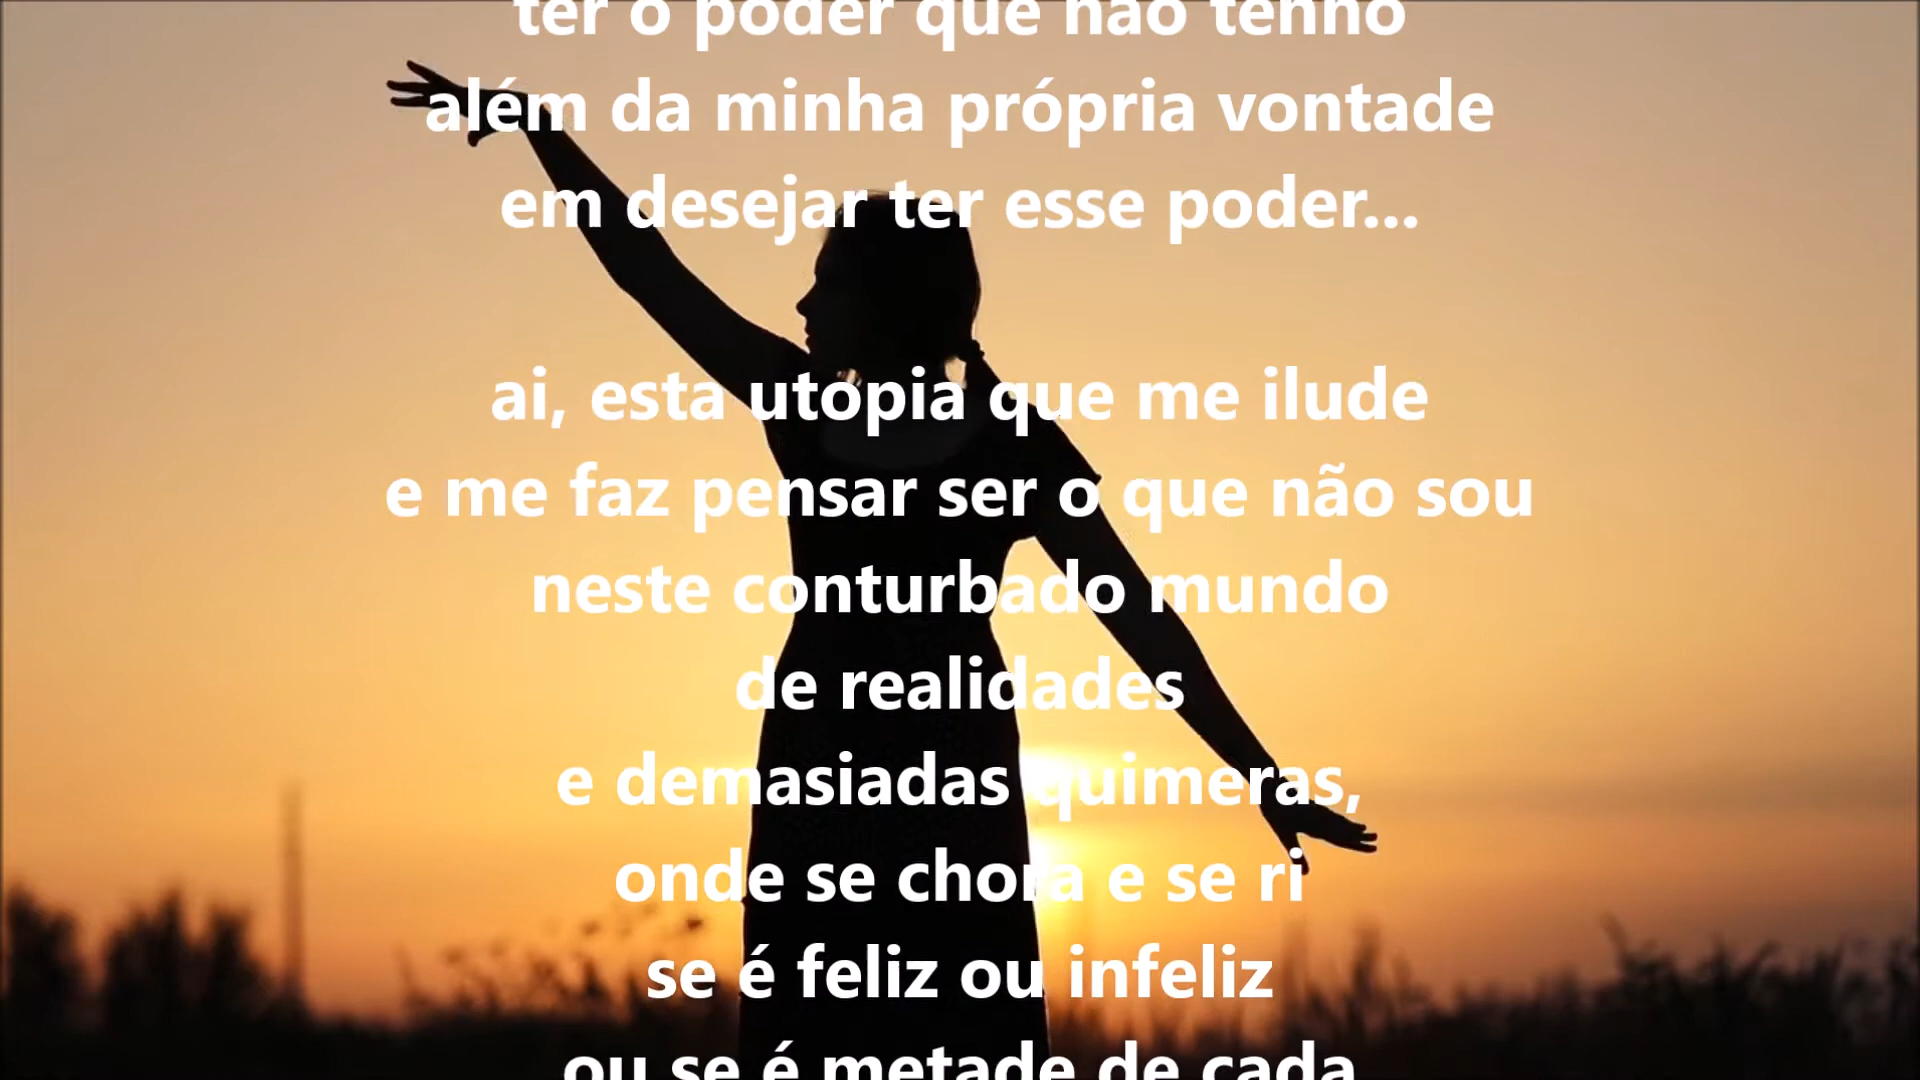 ter o poder que não tenho
além da minha própria vontade
em desejar ter esse poder...
ai, esta utopia que me ilude
e me faz pensar ser o que não sou
neste conturbado mundo
de realidades
e demasiadas quimeras,
onde se chora e se ri
se é feliz ou infeliz
ou se é metade de cada